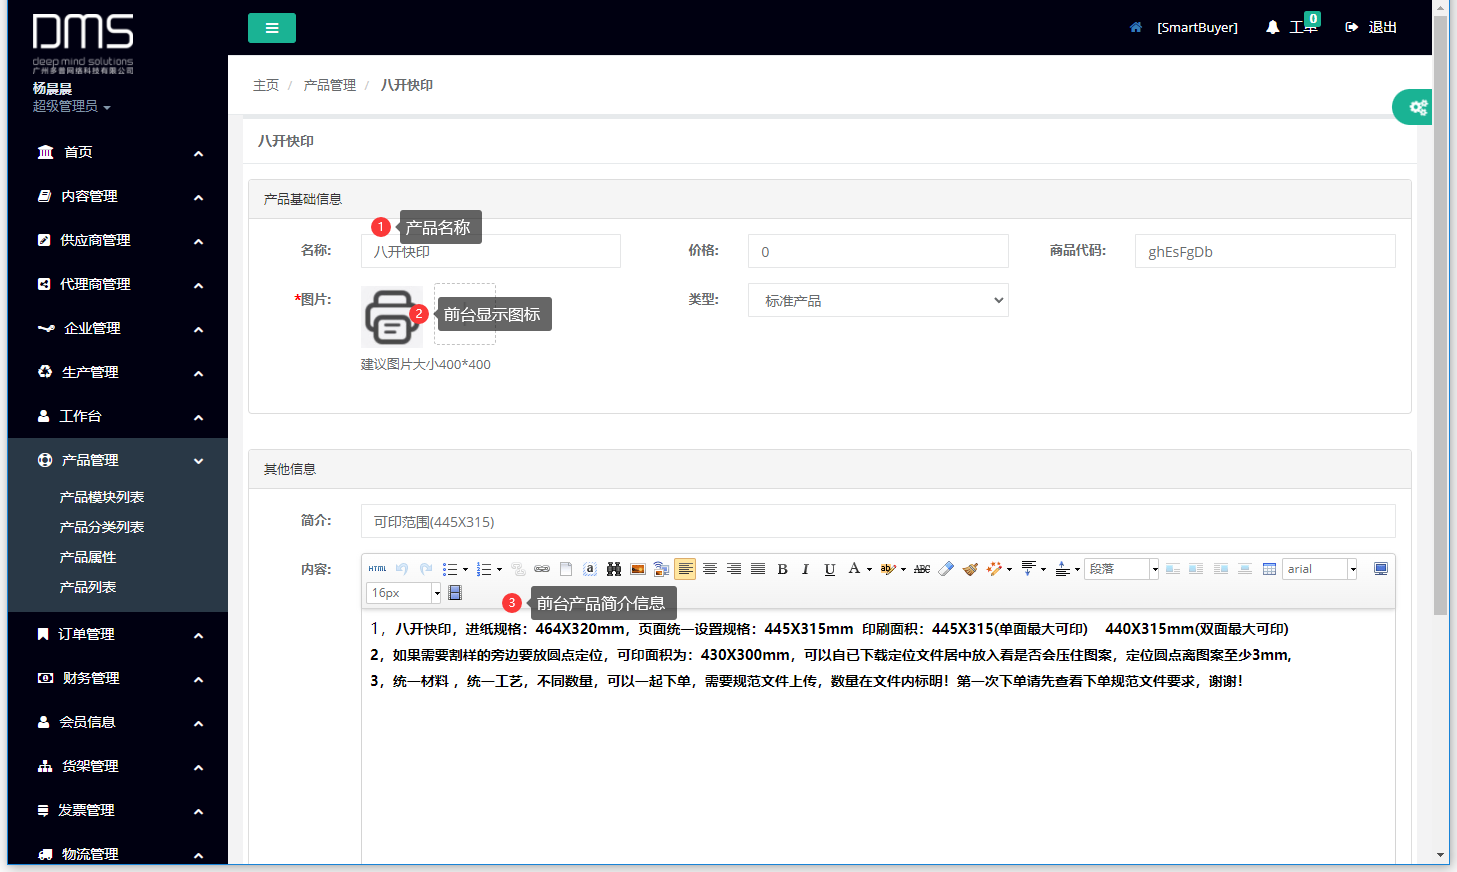 DMS
deep mind solutions
广州多普网络科技有限公司
杨晨晨
超级管理员
首页
内容管理
供应商管理
代理商管理
企业管理
生产管理
工作台
产品管理
产品模块列表
产品分类列表
产品属性
产品列表
订单管理
财务管理
会员信息
货架管理
发票管理
物流管理
[SmartBuyer] 工单 0 退出
主页 / 产品管理 / 八开快印
八开快印
产品基础信息
1 产品名称
名称: 八开快印 价格: 0 商品代码: ghEsFgDb
*图片: 2 前台显示图标 类型: 标准产品
建议图片大小400*400
其他信息
简介: 可印范围(445X315)
内容: HTML B I U A ab ABC 段落 arial
16px
3 前台产品简介信息
1，八开快印，进纸规格：464X320mm，页面统一设置规格：445X315mm 印刷面积：445X315(单面最大可印) 440X315mm(双面最大可印)
2，如果需要割样的旁边要放圆点定位，可印面积为：430X300mm，可以自已下载定位文件居中放入看是否会压住图案，定位圆点离图案至少3mm,
3，统一材料 ，统一工艺，不同数量，可以一起下单，需要规范文件上传，数量在文件内标明！第一次下单请先查看下单规范文件要求，谢谢！